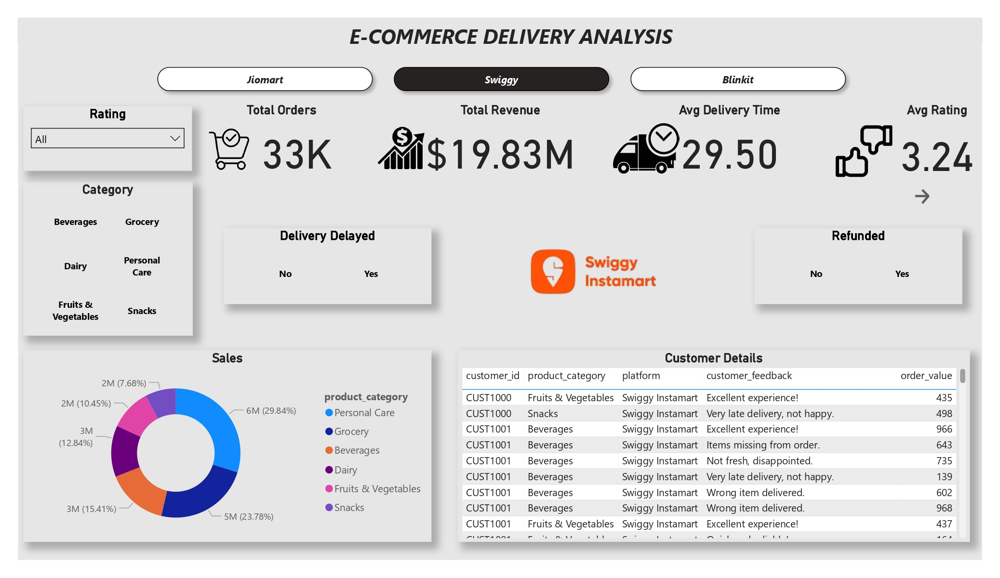 E-COMMERCE DELIVERY ANALYSIS
Jiomart
Swiggy
Blinkit
Rating
All
Total Orders
33K
Total Revenue
$
$19.83M
Avg Delivery Time
29.50
Avg Rating
3.24
Category
Beverages
Grocery
Dairy
Personal
Care
Fruits &
Vegetables
Snacks
Delivery Delayed
No
Yes
Swiggy
Instamart
Refunded
No
Yes
Sales
2M (7.68%)
2M (10.45%)
3M
(12.84%)
3M (15.41%)
6M (29.84%)
5M (23.78%)
product_category
Personal Care
Grocery
Beverages
Dairy
Fruits & Vegetables
Snacks
Customer Details
customer_id product_category platform customer_feedback order_value
CUST1000 Fruits & Vegetables Swiggy Instamart Excellent experience! 435
CUST1000 Snacks Swiggy Instamart Very late delivery, not happy. 498
CUST1001 Beverages Swiggy Instamart Excellent experience! 966
CUST1001 Beverages Swiggy Instamart Items missing from order. 643
CUST1001 Beverages Swiggy Instamart Not fresh, disappointed. 735
CUST1001 Beverages Swiggy Instamart Very late delivery, not happy. 139
CUST1001 Beverages Swiggy Instamart Wrong item delivered. 602
CUST1001 Beverages Swiggy Instamart Wrong item delivered. 968
CUST1001 Fruits & Vegetables Swiggy Instamart Excellent experience! 437